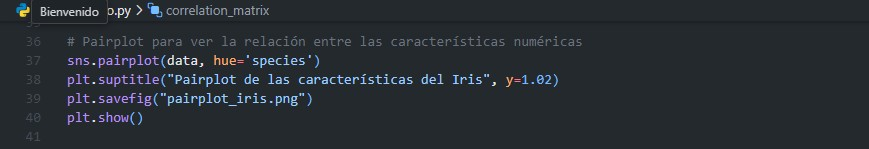 Bienvenido o.py > correlation_matrix
36 # Pairplot para ver la relación entre las características numéricas
37 sns.pairplot(data, hue='species')
38 plt.suptitle("Pairplot de las características del Iris", y=1.02)
39 plt.savefig("pairplot_iris.png")
40 plt.show()
41